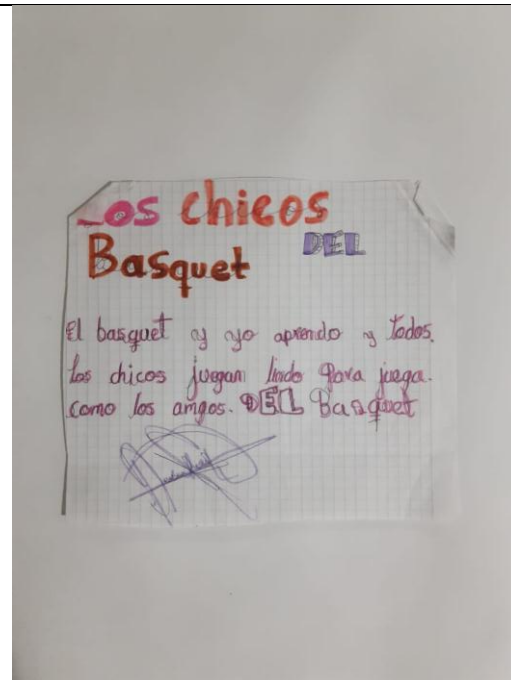 Los chicos
DEL
Basquet
El basquet y yo aprendo y Todos.
Los chicos juegan lindo Para juega.
como los amgos. DEL Basquet